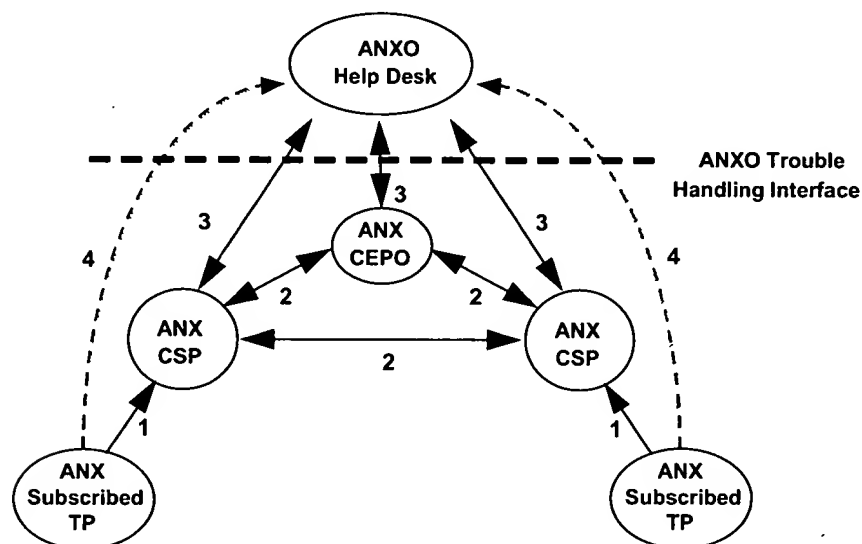 ANXO
Help Desk
ANXO Trouble
Handling Interface
3
3
3
4
4
ANX
CEPO
2
2
ANX
CSP
ANX
CSP
2
1
1
ANX
Subscribed
TP
ANX
Subscribed
TP